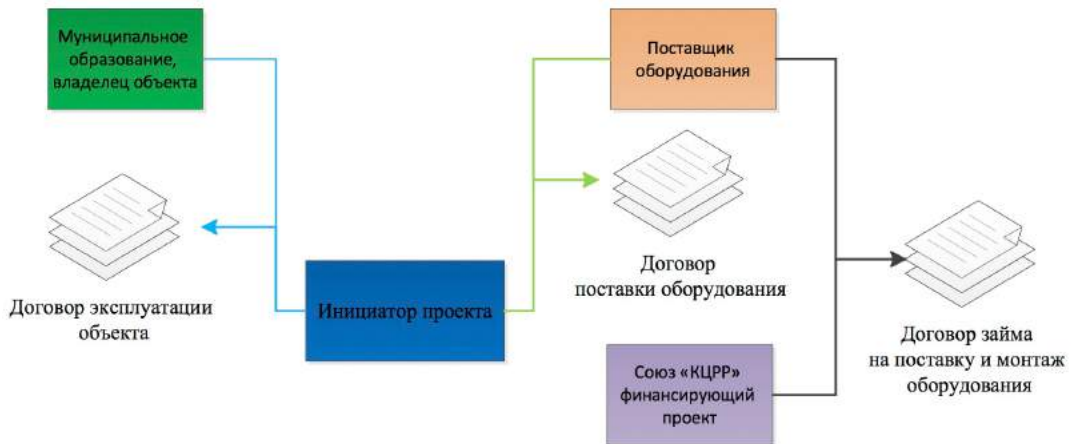 Муниципальное
образование,
владелец объекта
Поставщик
оборудования
Договор эксплуатации
объекта
Инициатор проекта
Договор
поставки оборудования
Союз «КЦРР»
финансирующий
проект
Договор займа
на поставку и монтаж
оборудования